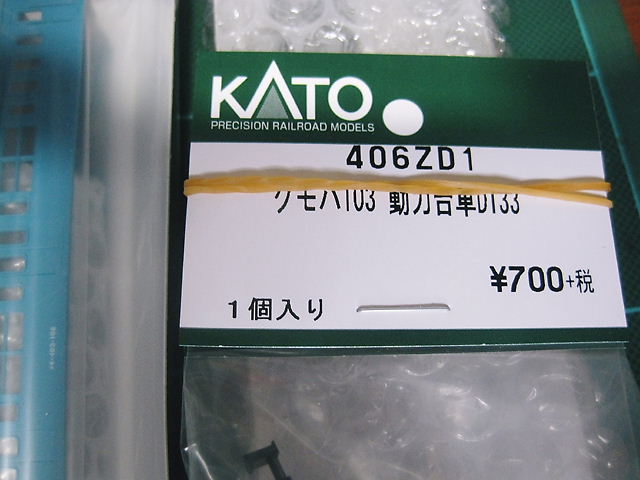 KATO
PRECISION RAILROAD MODELS
406ZD1
クモハ103 動力台車DT33
¥700+税
1個入り